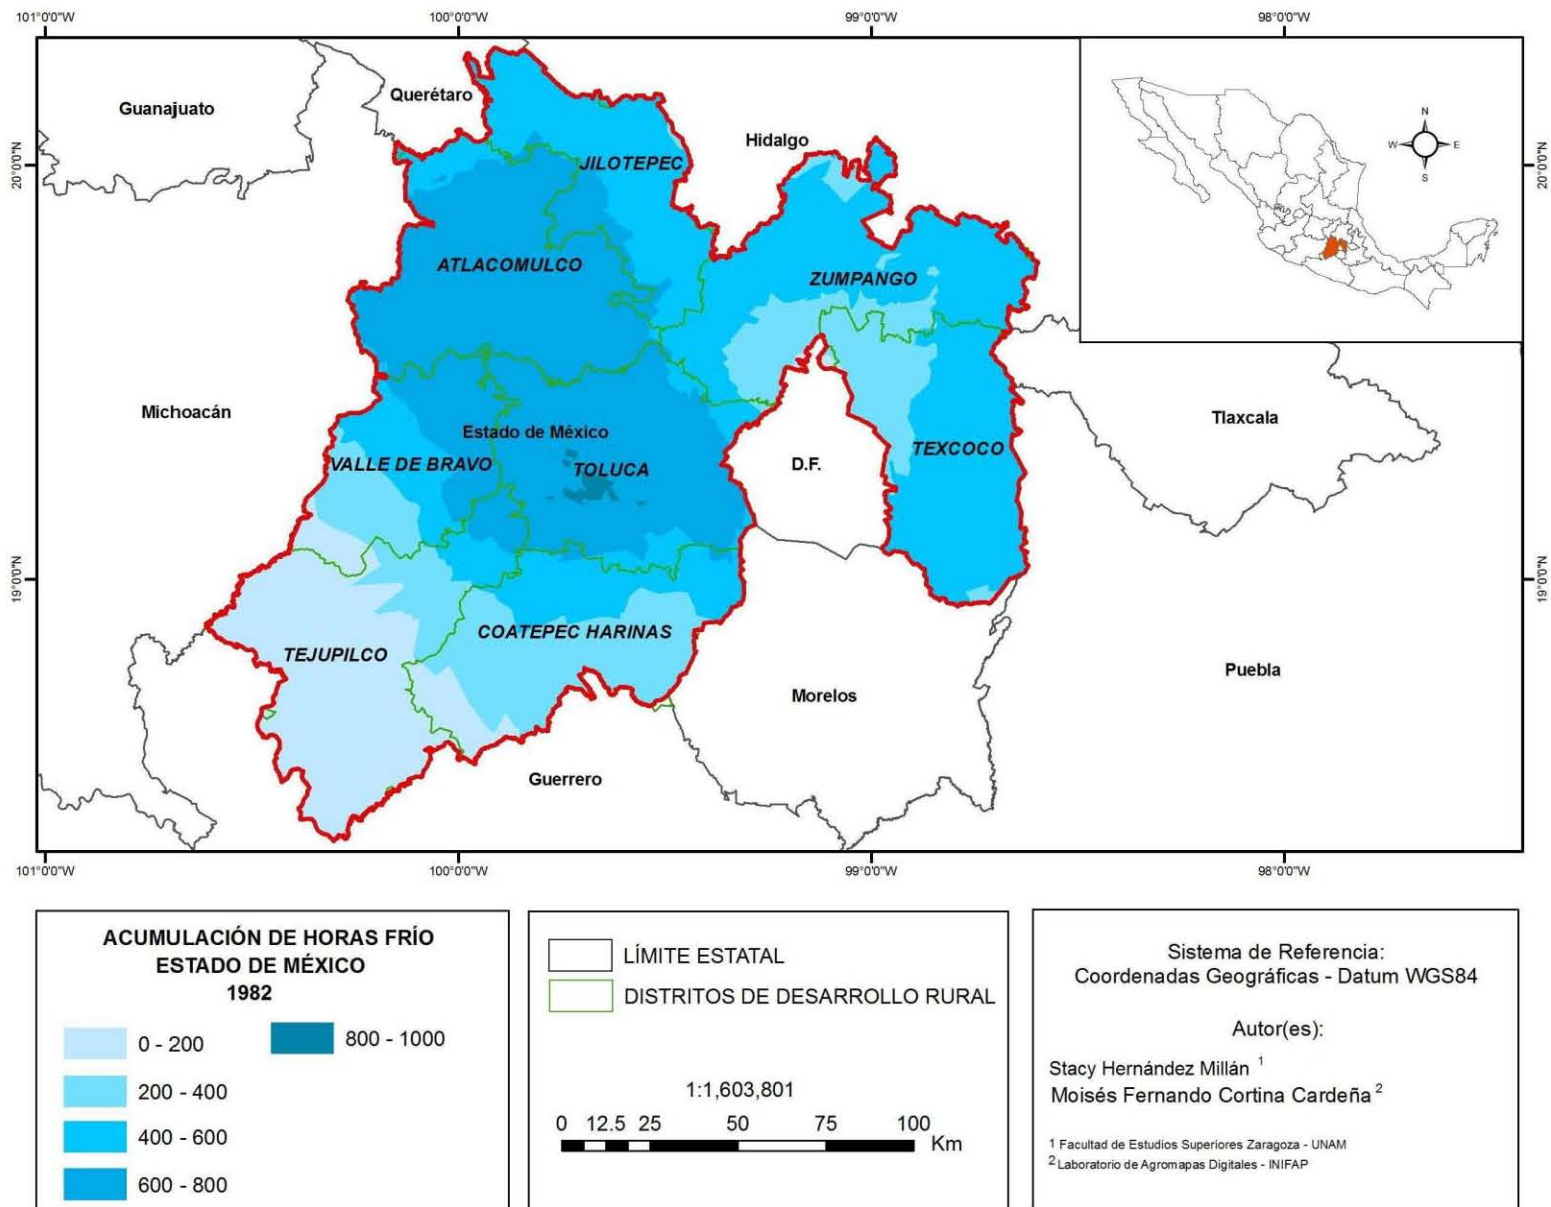 101°0'0"W
100°0'0"W
99°0'0"W
98°0'0"W
Guanajuato
Querétaro
Hidalgo
N
W
E
S
20°0'0"N
20°0'0"N
JILOTEPEC
ATLACOMULCO
ZUMPANGO
Michoacán
Tlaxcala
Estado de México
VALLE DE BRAVO
TOLUCA
D.F.
TEXCOCO
19°0'0"N
19°0'0"N
COATEPEC HARINAS
TEJUPILCO
Puebla
Morelos
Guerrero
101°0'0"W
100°0'0"W
99°0'0"W
98°0'0"W
ACUMULACIÓN DE HORAS FRÍO
ESTADO DE MÉXICO
1982
0 - 200
800 - 1000
200 - 400
400 - 600
600 - 800
LÍMITE ESTATAL
DISTRITOS DE DESARROLLO RURAL
1:1,603,801
0 12.5 25 50 75 100
Km
Sistema de Referencia:
Coordenadas Geográficas - Datum WGS84
Autor(es):
Stacy Hernández Millán 1
Moisés Fernando Cortina Cardeña 2
1 Facultad de Estudios Superiores Zaragoza - UNAM
2 Laboratorio de Agromapas Digitales - INIFAP